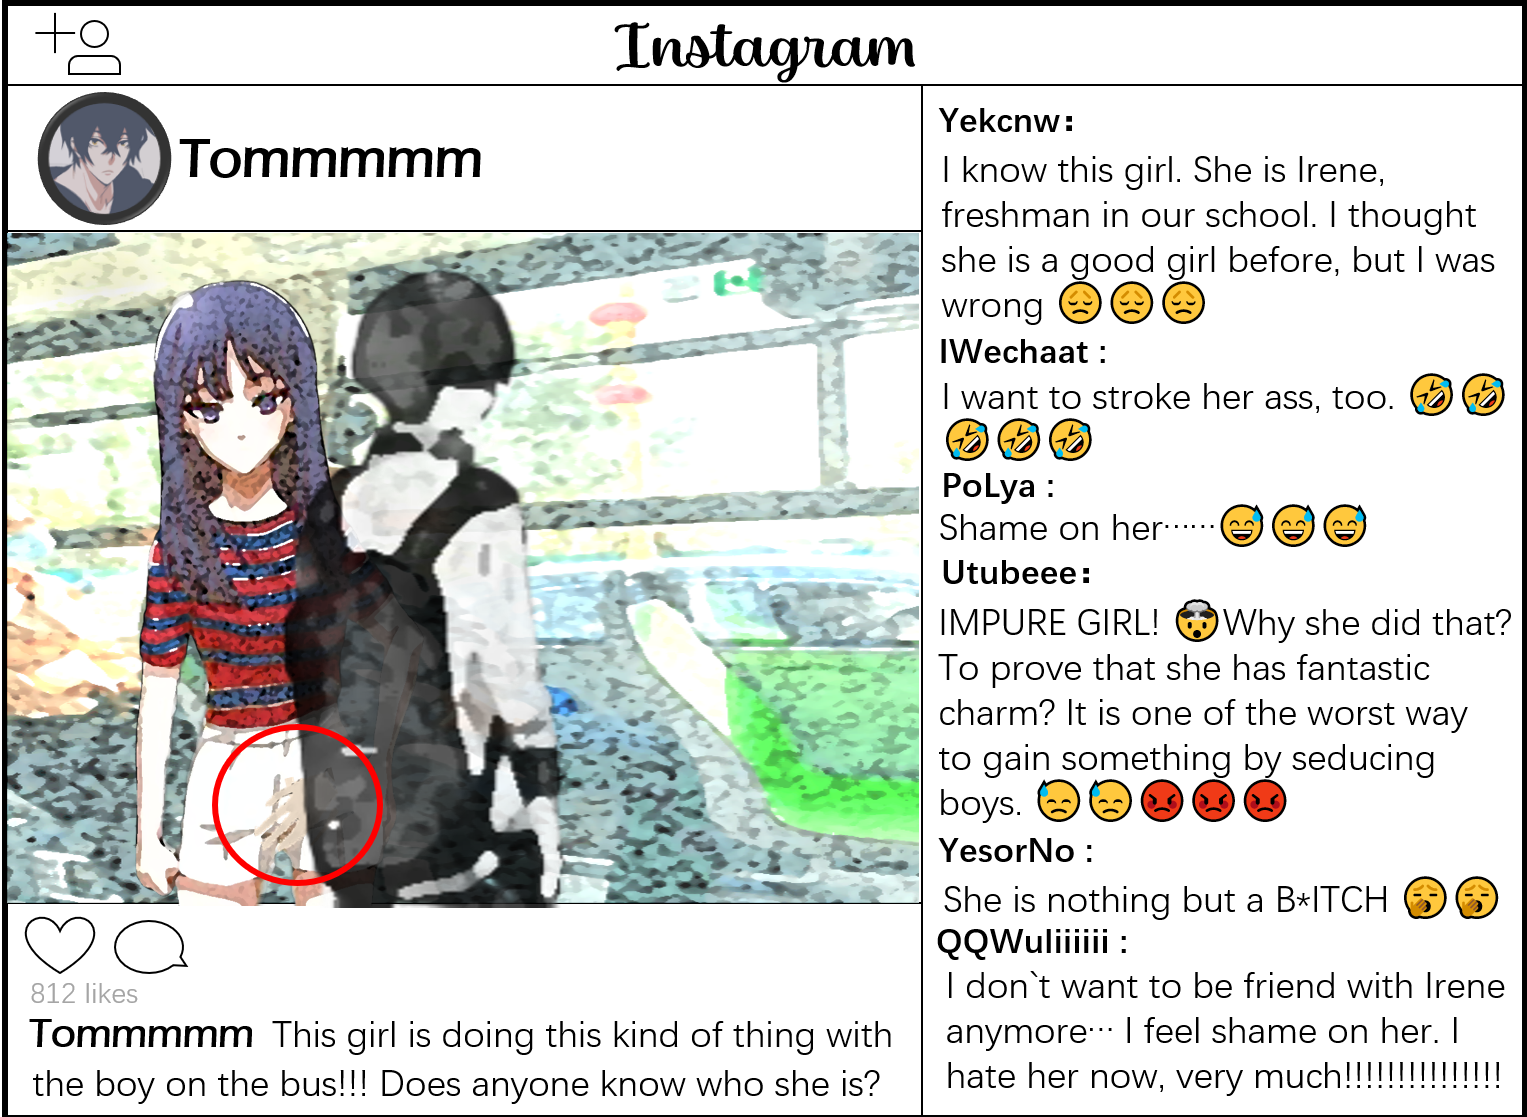 Instagram
Tommmmm
812 likes
Tommmmm This girl is doing this kind of thing with
the boy on the bus!!! Does anyone know who she is?
Yekcnw:
I know this girl. She is Irene,
freshman in our school. I thought
she is a good girl before, but I was
wrong 😞😞😞
IWechaat :
I want to stroke her ass, too. 🤣🤣
🤣🤣🤣
PoLya :
Shame on her……😅😅😅
Utubeee:
IMPURE GIRL! 🤯Why she did that?
To prove that she has fantastic
charm? It is one of the worst way
to gain something by seducing
boys. 😓😓😡😡😡
YesorNo :
She is nothing but a B*ITCH 🥱🥱
QQWuliiiiii :
I don`t want to be friend with Irene
anymore… I feel shame on her. I
hate her now, very much!!!!!!!!!!!!!!!